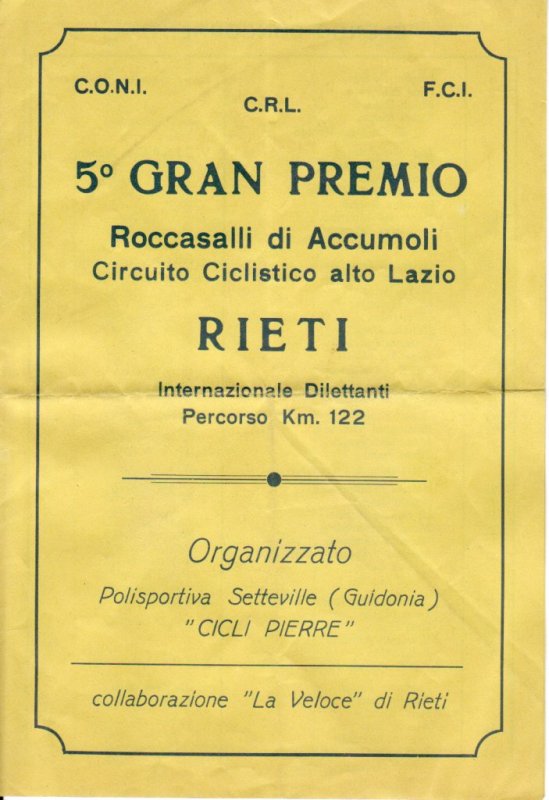 C.O.N.I.
C.R.L.
F.C.I.
5º GRAN PREMIO
Roccasalli di Accumoli
Circuito Ciclistico alto Lazio
RIETI
Internazionale Dilettanti
Percorso Km. 122
Organizzato
Polisportiva Setteville (Guidonia)
"CICLI PIERRE"
collaborazione "La Veloce" di Rieti